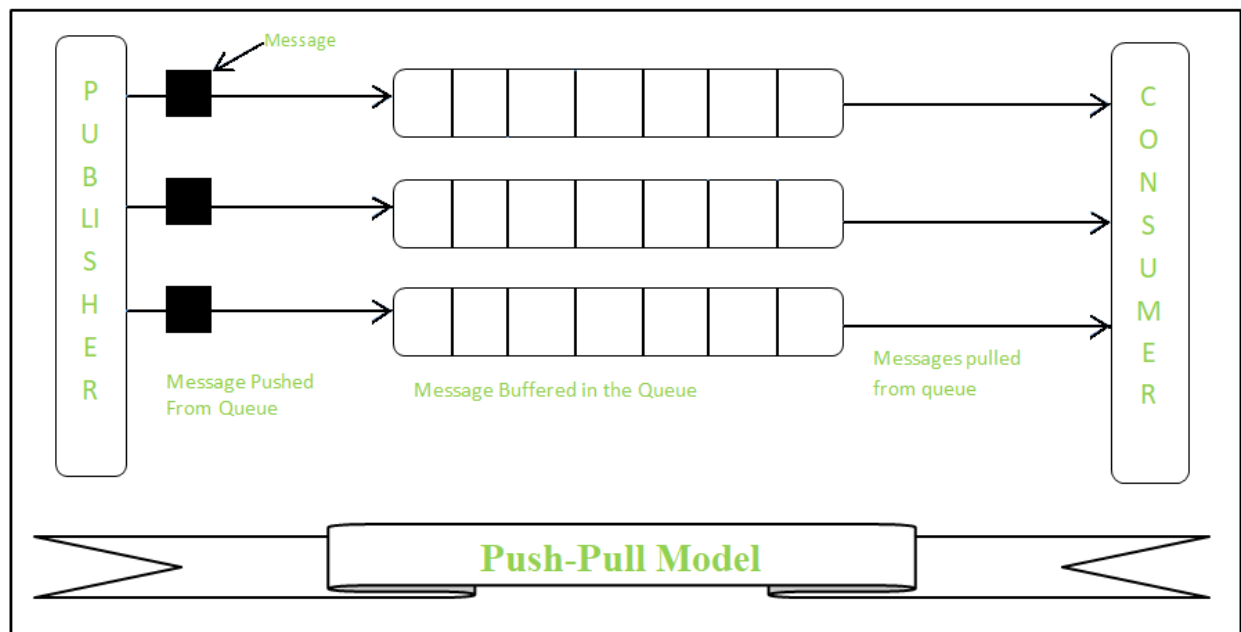 Message
P
U
B
LI
S
H
E
R
C
O
N
S
U
M
E
R
Message Pushed
From Queue
Message Buffered in the Queue
Messages pulled
from queue
Push-Pull Model